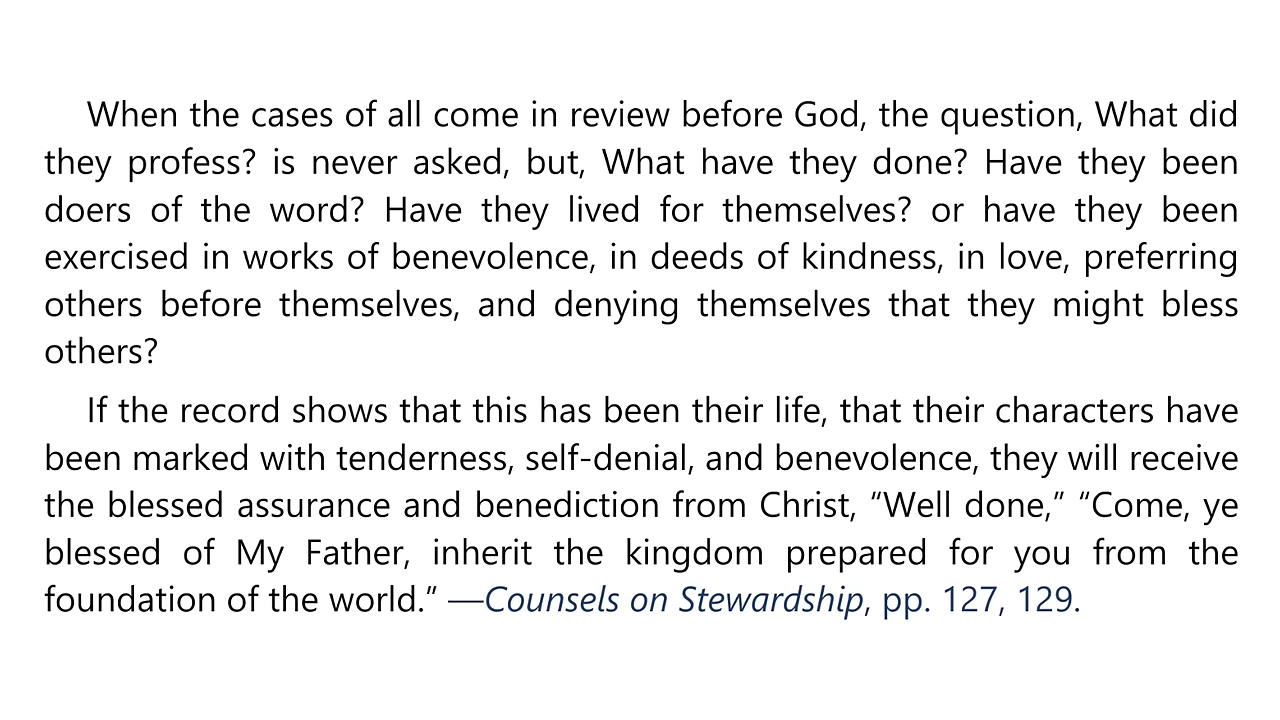 When the cases of all come in review before God, the question, What did
they profess? is never asked, but, What have they done? Have they been
doers of the word? Have they lived for themselves? or have they been
exercised in works of benevolence, in deeds of kindness, in love, preferring
others before themselves, and denying themselves that they might bless
others?
If the record shows that this has been their life, that their characters have
been marked with tenderness, self-denial, and benevolence, they will receive
the blessed assurance and benediction from Christ, “Well done,” “Come, ye
blessed of My Father, inherit the kingdom prepared for you from the
foundation of the world.” —Counsels on Stewardship, pp. 127, 129.